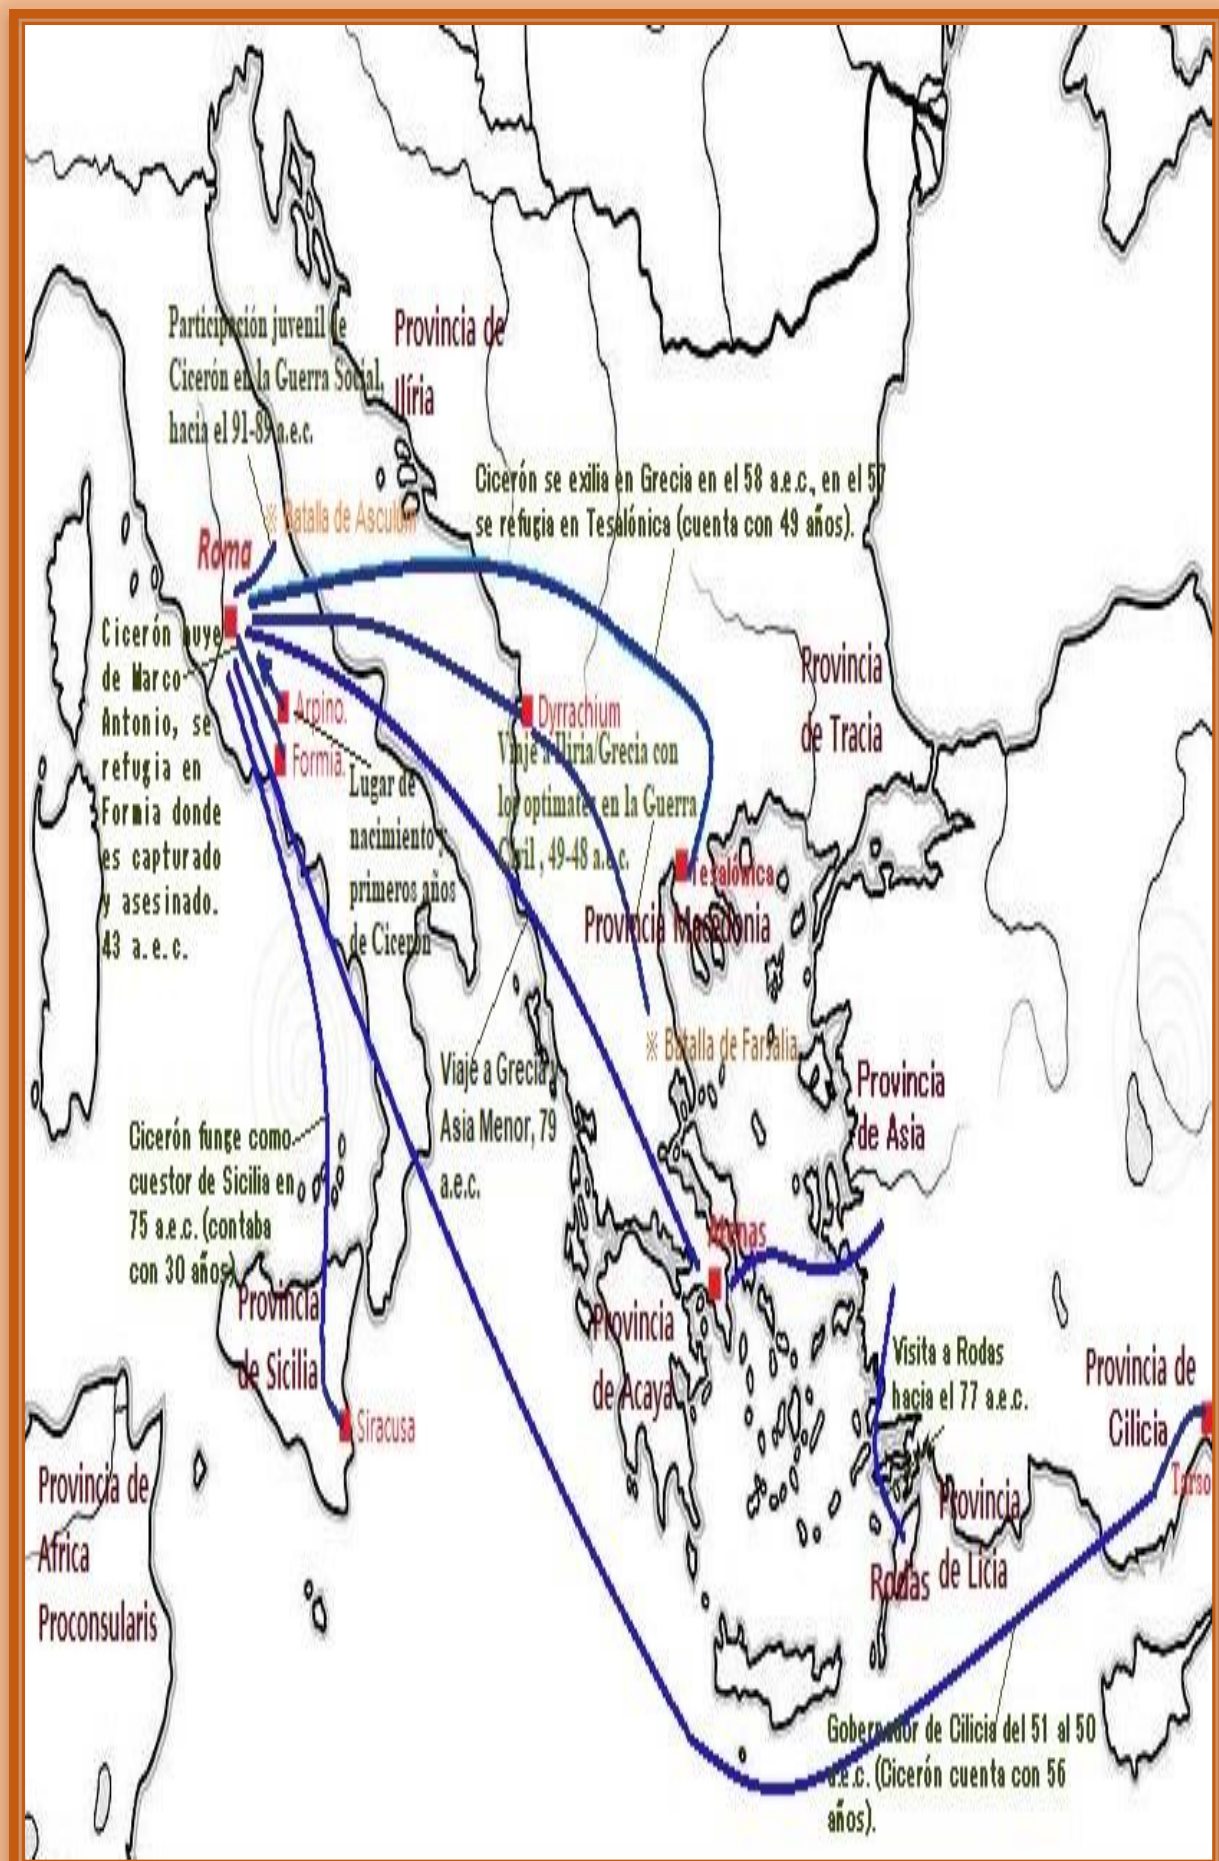 Participación juvenil de
Cicerón en la Guerra Social,
hacia el 91-89 a.e.c.
Provincia de
Ilíria
Cicerón se exilia en Grecia en el 58 a.e.c., en el 57
se refugia en Tesalónica (cuenta con 49 años).
※ Batalla de Asculum
Roma
Cicerón huye
de Marco
Antonio, se
refugia en
Formia donde
es capturado
y asesinado.
43 a.e.c.
Arpino.
Formía.
Lugar de
nacimiento y
primeros años
de Cicerón
Dyrrachium
Viaje a Iliria/Grecia con
los optimates en la Guerra
Civil , 49-48 a.e.c.
Provincia
de Tracia
Tesalónica
Provincia Macedonia
※ Batalla de Farsalia
Viaje a Grecia y
Asia Menor, 79
a.e.c.
Provincia
de Asia
Cicerón funge como
cuestor de Sicilia en
75 a.e.c. (contaba
con 30 años)
Atenas
Provincia
de Sicilia
Provincia
de Acaya
Visita a Rodas
hacia el 77 a.e.c.
Provincia de
Cilicia
Tarso
Siracusa
Provincia de
Africa
Proconsularis
Provincia
de Licia
Rodas
Gobernador de Cilicia del 51 al 50
a.e.c. (Cicerón cuenta con 56
años).